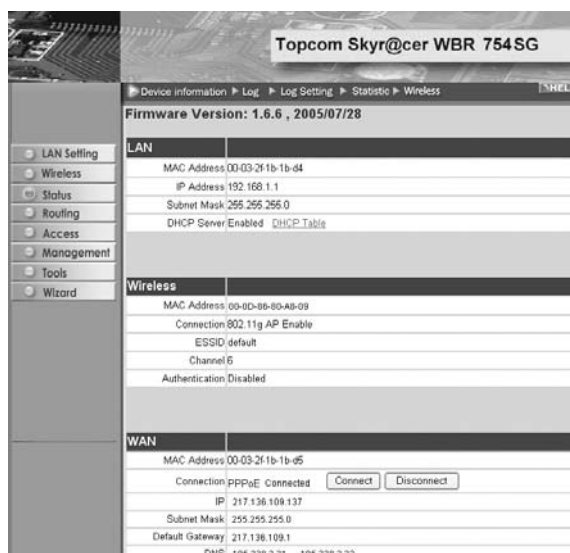 Topcom Skyr@cer WBR 754SG
Device information Log Log Setting Statistic Wireless
Firmware Version: 1.6.6 , 2005/07/28
LAN Setting
Wireless
Status
Routing
Access
Management
Tools
Wizard
LAN
MAC Address 00-03-2f-1b-1b-d4
IP Address 192.168.1.1
Subnet Mask 255.255.255.0
DHCP Server Enabled DHCP Table
Wireless
MAC Address 00-0D-86-80-A8-09
Connection 802.11g AP Enable
ESSID default
Channel 6
Authentication Disabled
WAN
MAC Address 00-03-2f-1b-1b-d5
Connection PPPoE Connected Connect Disconnect
IP 217.136.109.137
Subnet Mask 255.255.255.0
Default Gateway 217.136.109.1
DNS